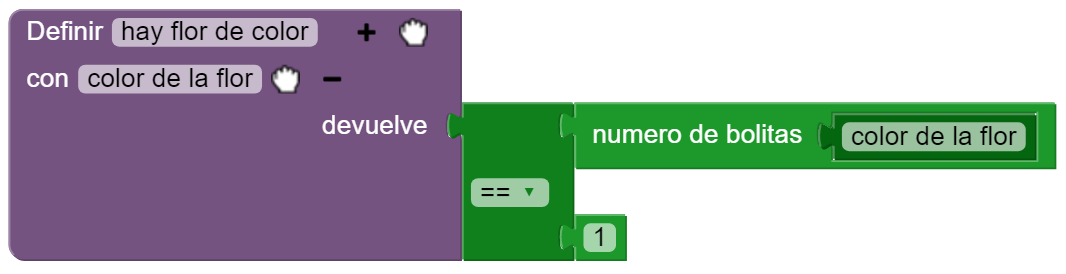 Definir hay flor de color +
con color de la flor −
devuelve
numero de bolitas color de la flor
== ▾
1